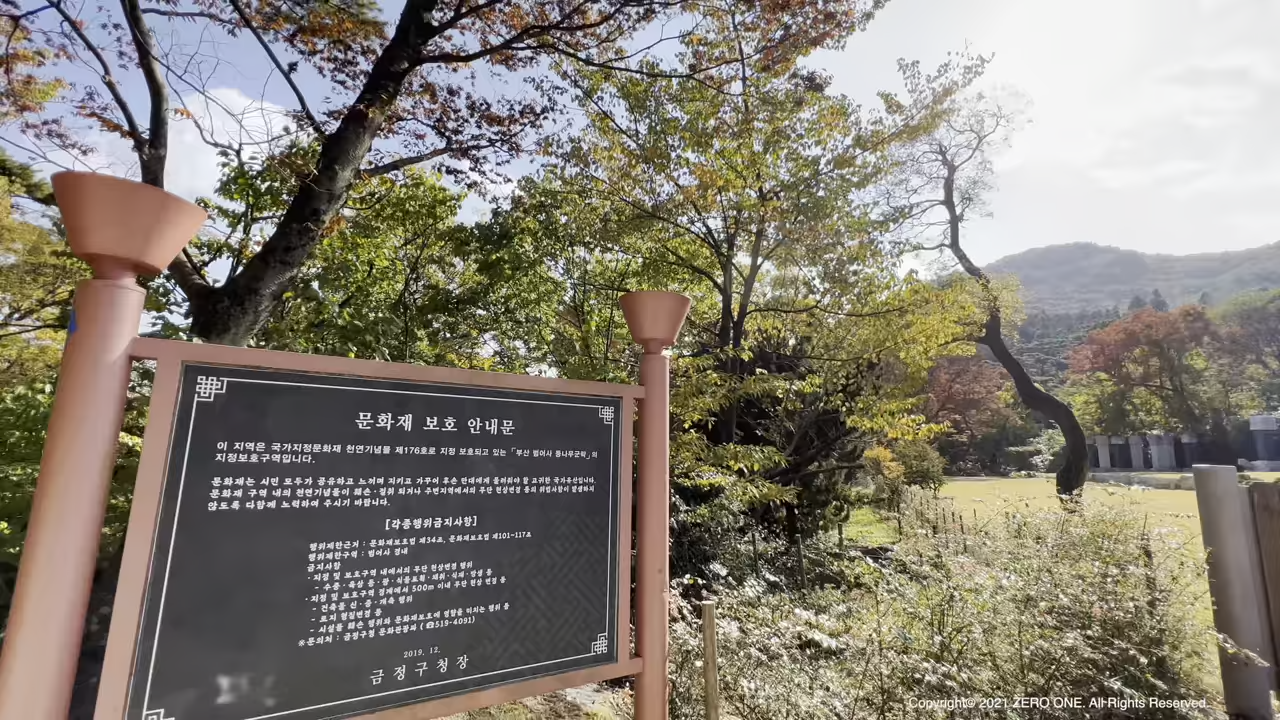 문화재 보호 안내문
이 지역은 국가지정문화재 천연기념물 제176호로 지정 보호되고 있는 「부산 범어사 등나무군락」의
지정보호구역입니다.
문화재는 시민 모두가 공유하고 느끼며 지키고 가꾸어 후손 만대에게 물려줘야 할 고귀한 국가유산입니다.
문화재 구역 내의 천연기념물이 훼손·절취 되거나 주변지역에서의 무단 현상변경 등의 위법사항이 발생하지
않도록 다함께 노력하여 주시기 바랍니다.
[각종행위금지사항]
행위제한근거 : 문화재보호법 제34조, 문화재보호법 제101~117조
행위제한구역 : 범어사 경내
금지사항
· 지정 및 보호구역 내에서의 무단 현상변경 행위
- 수종·육상 등·광·식물포획·채취·식재·방생 등
· 지정 및 보호구역 경계에서 500m 이내 무단 현상 변경 등
- 건축물 신·증·개축 행위
- 토지 형질변경 등
- 시설물 훼손 행위와 문화재보호에 영향을 미치는 행위 등
※문의처 : 금정구청 문화관광과 (☎519-4091)
2019. 12.
금정구청장
Copyright© 2021 ZERO ONE. All Rights Reserved.